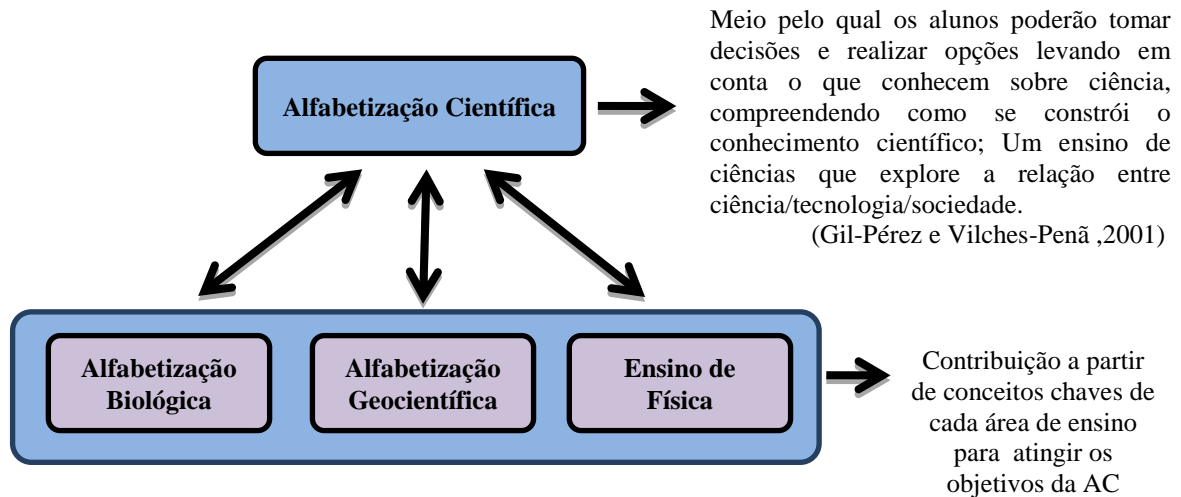 Alfabetização Científica
Meio pelo qual os alunos poderão tomar
decisões e realizar opções levando em
conta o que conhecem sobre ciência,
compreendendo como se constrói o
conhecimento científico; Um ensino de
ciências que explore a relação entre
ciência/tecnologia/sociedade.
(Gil-Pérez e Vilches-Penã ,2001)
Alfabetização
Biológica
Alfabetização
Geocientífica
Ensino de
Física
Contribuição a partir
de conceitos chaves de
cada área de ensino
para atingir os
objetivos da AC